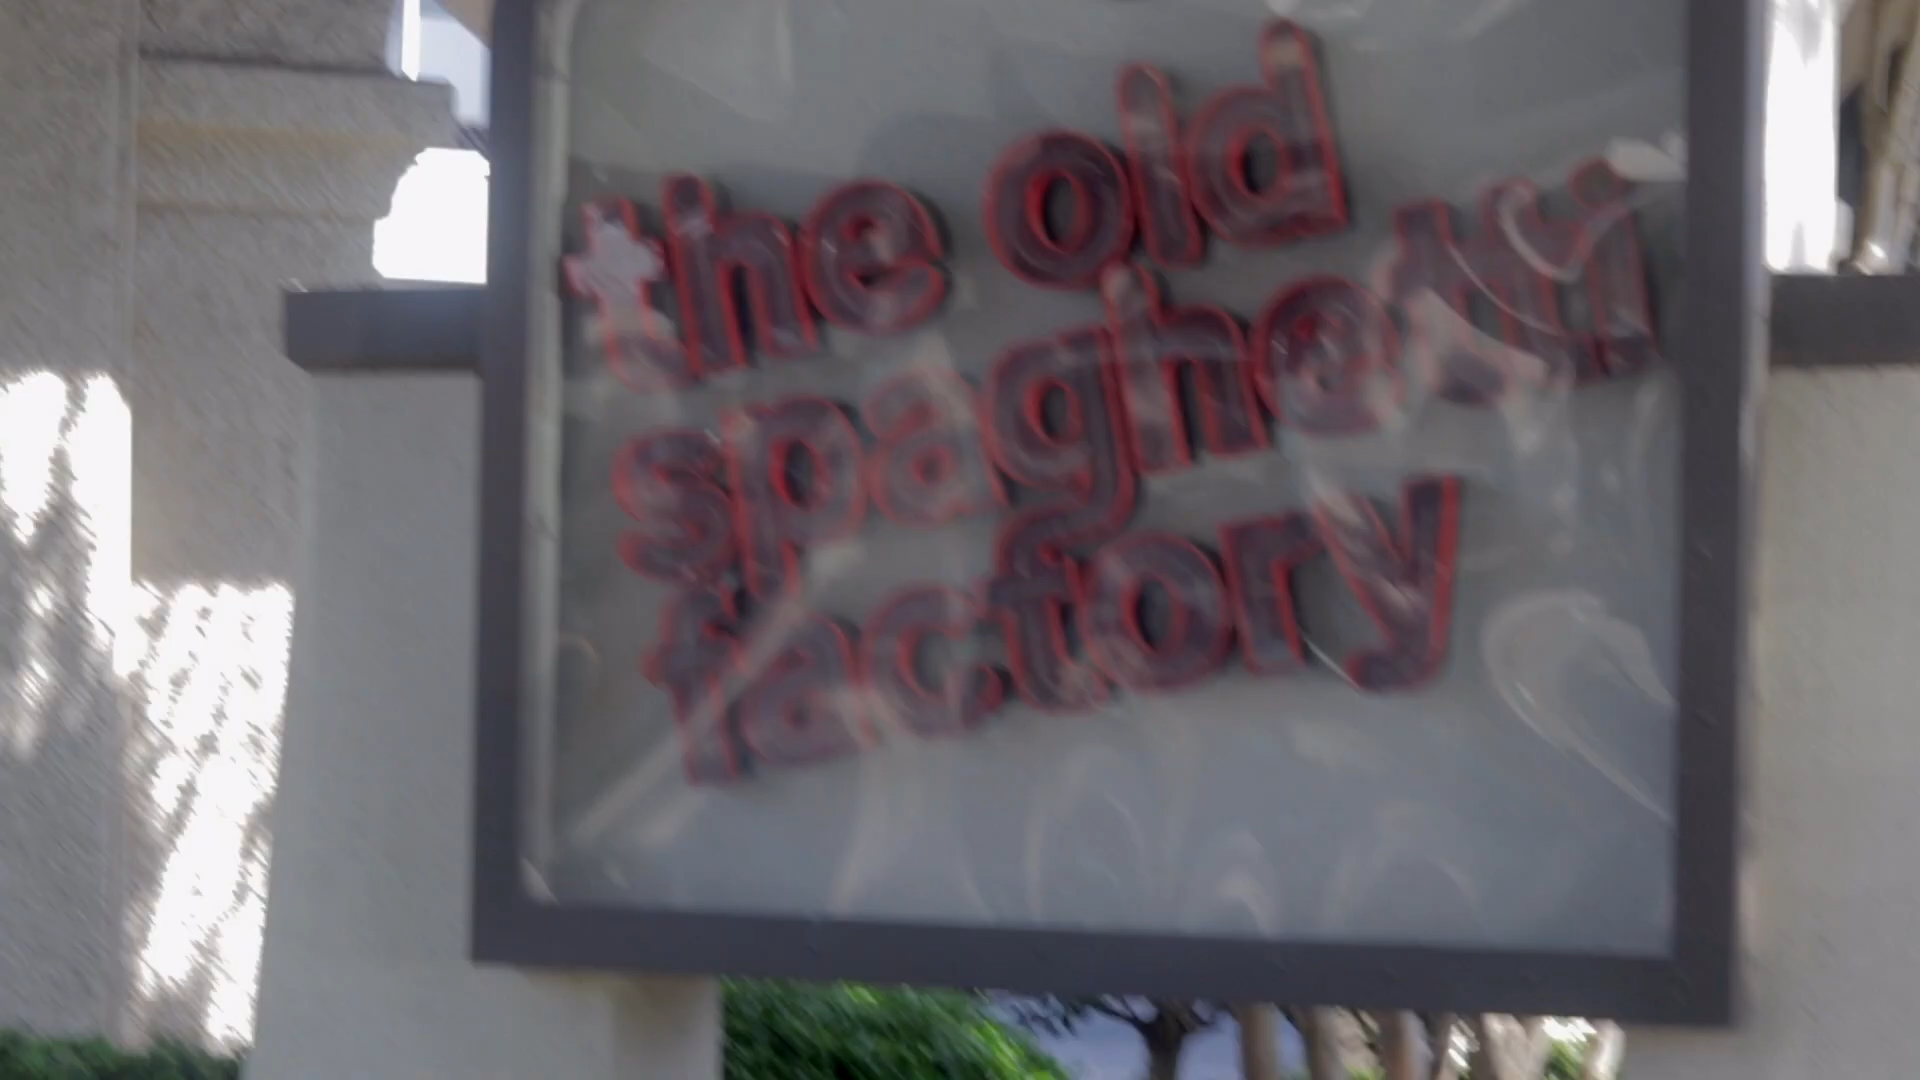 the old
spaghetti
factory